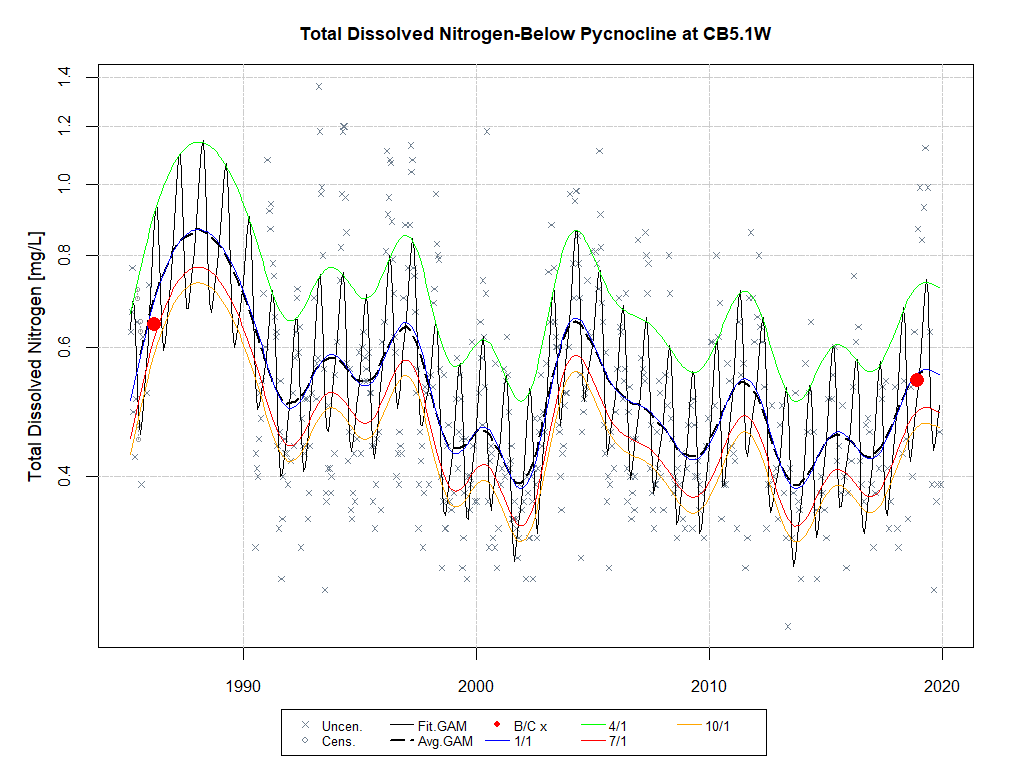 Total Dissolved Nitrogen-Below Pycnocline at CB5.1W
Total Dissolved Nitrogen [mg/L]
1.4
1.2
1.0
0.8
0.6
0.4
1990 2000 2010 2020
Uncen. Fit.GAM B/C x 4/1 10/1
Cens. Avg.GAM 1/1 7/1